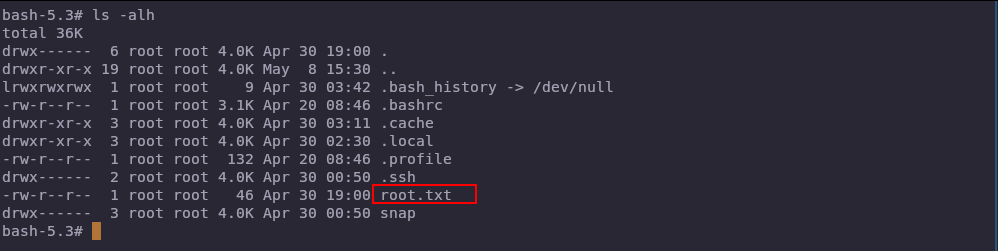 bash-5.3# ls -alh
total 36K
drwx------  6 root root 4.0K Apr 30 19:00 .
drwxr-xr-x 19 root root 4.0K May  8 15:30 ..
lrwxrwxrwx  1 root root    9 Apr 30 03:42 .bash_history -> /dev/null
-rw-r--r--  1 root root 3.1K Apr 20 08:46 .bashrc
drwxr-xr-x  3 root root 4.0K Apr 30 03:11 .cache
drwxr-xr-x  3 root root 4.0K Apr 30 02:30 .local
-rw-r--r--  1 root root  132 Apr 20 08:46 .profile
drwx------  2 root root 4.0K Apr 30 00:50 .ssh
-rw-r--r--  1 root root   46 Apr 30 19:00 root.txt
drwx------  3 root root 4.0K Apr 30 00:50 snap
bash-5.3#